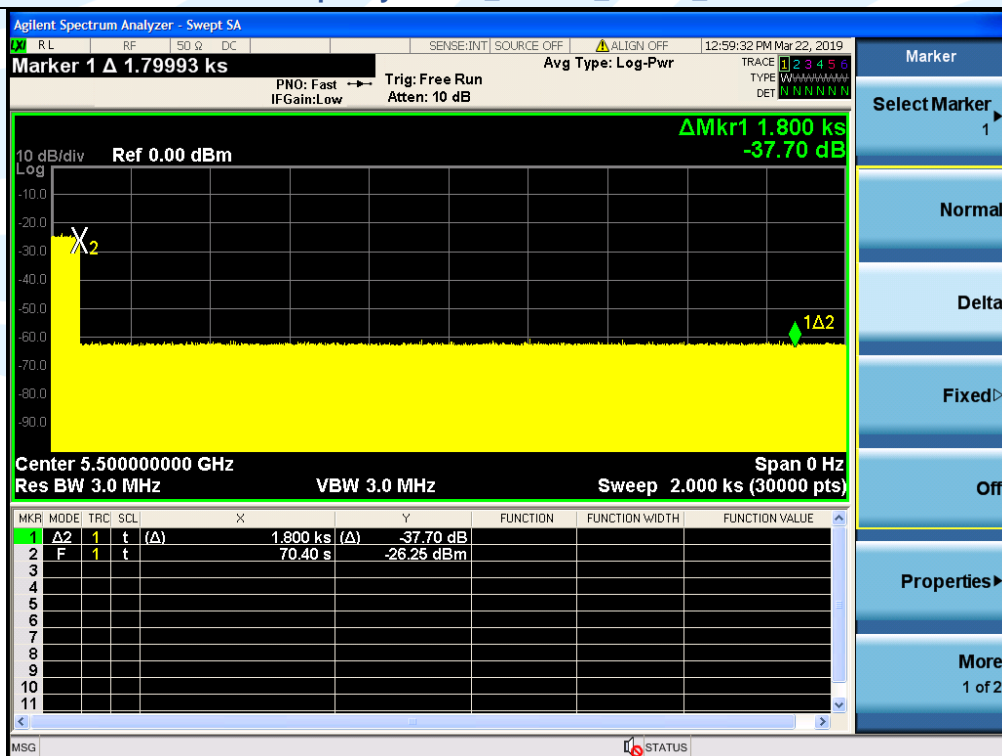 Agilent Spectrum Analyzer - Swept SA
LXI RL RF 50 Ω DC SENSE:INT SOURCE OFF ⚠ALIGN OFF 12:59:32 PM Mar 22, 2019
Marker 1 Δ 1.79993 ks
PNO: Fast
IFGain:Low
Trig: Free Run
Atten: 10 dB
Avg Type: Log-Pwr
TRACE 1 2 3 4 5 6
TYPE WWWWWW
DET N N N N N N
ΔMkr1 1.800 ks
-37.70 dB
10 dB/div Ref 0.00 dBm
Log
-10.0
-20.0
-30.0
-40.0
-50.0
-60.0
-70.0
-80.0
-90.0
X2
1Δ2
Center 5.500000000 GHz Span 0 Hz
Res BW 3.0 MHz VBW 3.0 MHz Sweep 2.000 ks (30000 pts)
MKR MODE TRC SCL X Y FUNCTION FUNCTION WIDTH FUNCTION VALUE
1 Δ2 1 t (Δ) 1.800 ks (Δ) -37.70 dB
2 F 1 t 70.40 s -26.25 dBm
3
4
5
6
7
8
9
10
11
MSG STATUS
Marker
Select Marker
1
Normal
Delta
Fixed
Off
Properties
More
1 of 2